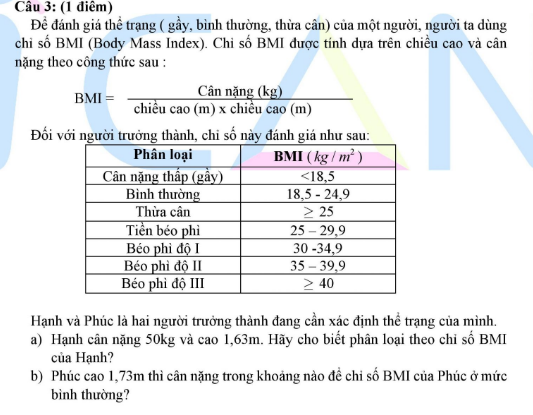 Câu 3: (1 điểm)
Để đánh giá thể trạng ( gầy, bình thường, thừa cân) của một người, người ta dùng
chỉ số BMI (Body Mass Index). Chỉ số BMI được tính dựa trên chiều cao và cân
nặng theo công thức sau :
BMI = Cân nặng (kg)
chiều cao (m) x chiều cao (m)
Đối với người trưởng thành, chỉ số này đánh giá như sau:
Phân loại BMI ( kg / m² )
Cân nặng thấp (gầy) <18,5
Bình thường 18,5 - 24,9
Thừa cân ≥ 25
Tiền béo phì 25 – 29,9
Béo phì độ I 30 -34,9
Béo phì độ II 35 – 39,9
Béo phì độ III ≥ 40
Hạnh và Phúc là hai người trưởng thành đang cần xác định thể trạng của mình.
a) Hạnh cân nặng 50kg và cao 1,63m. Hãy cho biết phân loại theo chỉ số BMI
của Hạnh?
b) Phúc cao 1,73m thì cân nặng trong khoảng nào để chỉ số BMI của Phúc ở mức
bình thường?